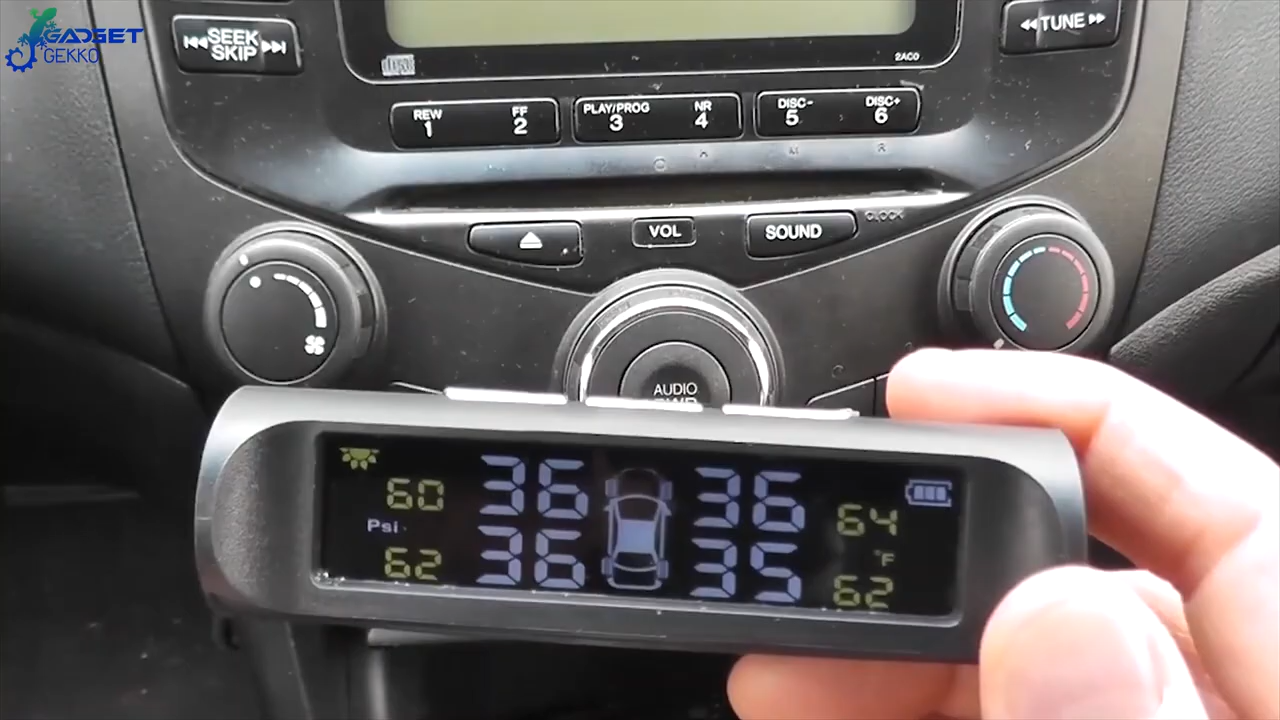 GADGET
GEKKO
SEEK
SKIP
TUNE
2AC0
REW
1
FF
2
PLAY/PROG
3
NR
4
DISC-
5
DISC+
6
VOL
SOUND
CLOCK
AUDIO
60
36
36
64
Psi
°F
62
36
35
62